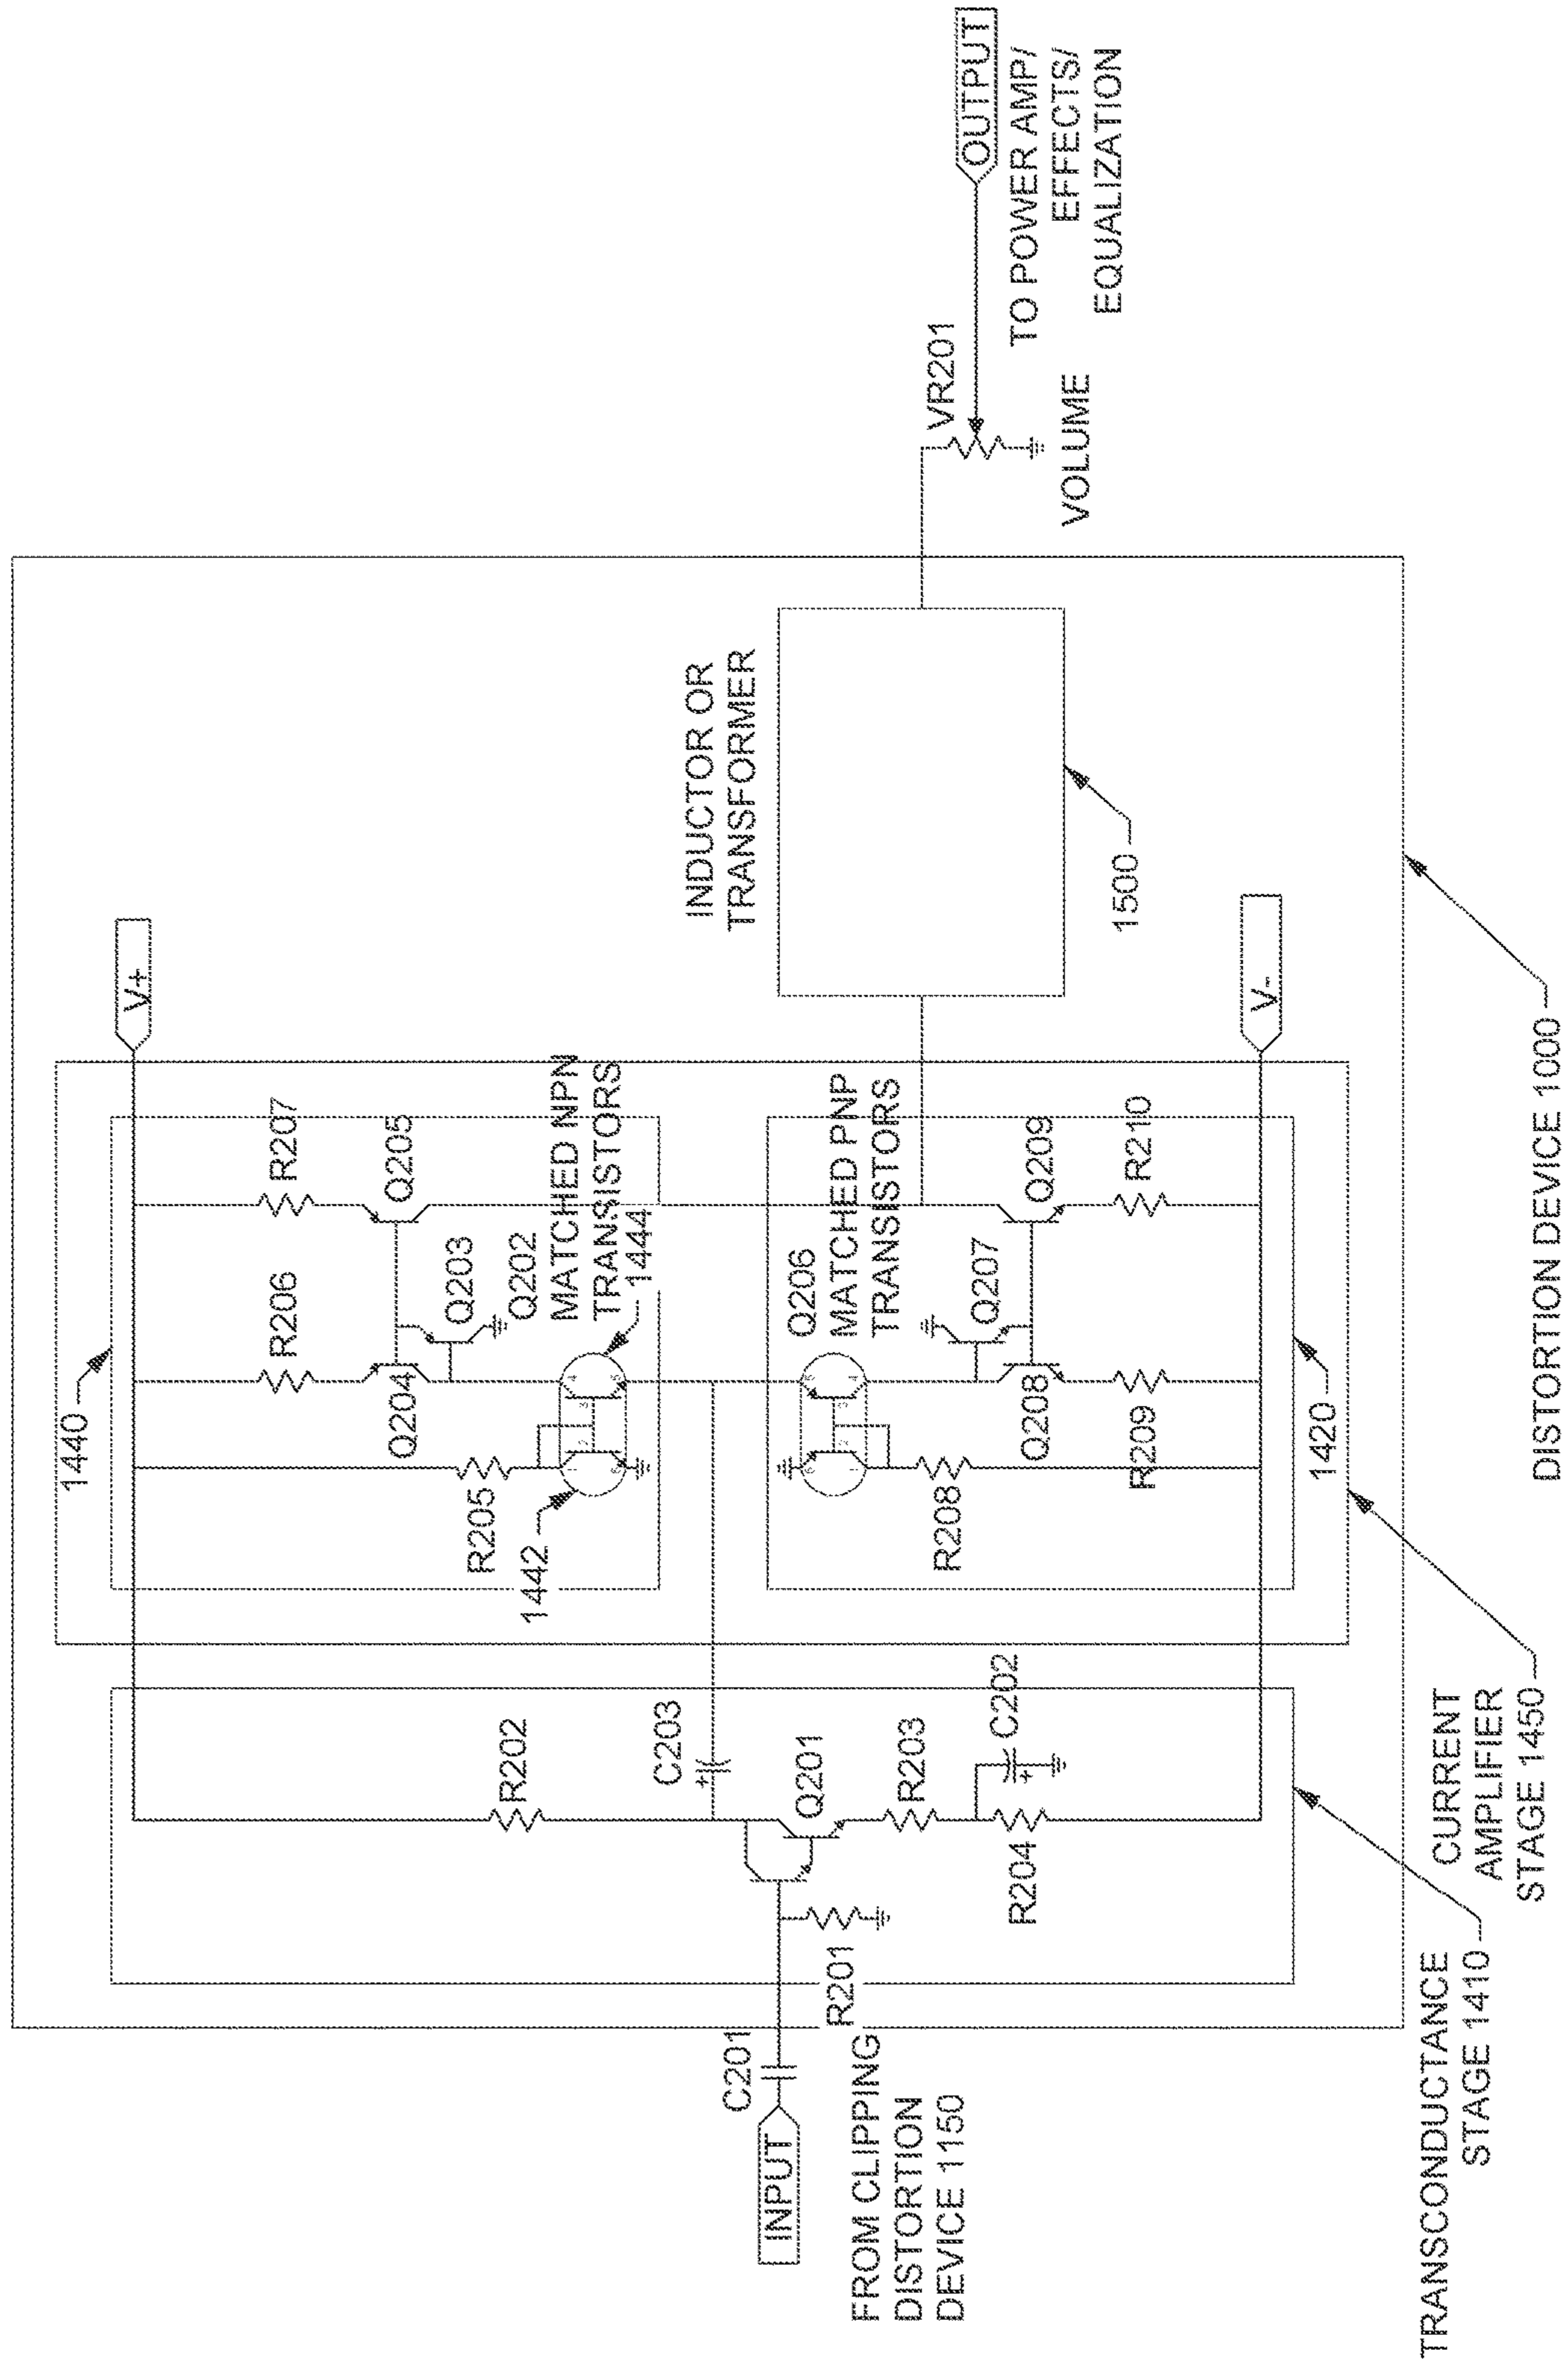 V+
V-
1440
R206
R207
Q204
Q205
Q203
Q202
MATCHED NPN
TRANSISTORS
1444
R205
1442
Q206
MATCHED PNP
TRANSISTORS
Q207
Q208
Q209
R208
R209
R210
1420
R202
C203
Q201
R203
C202
R204
R201
C201
INPUT
FROM CLIPPING
DISTORTION
DEVICE 1150
INDUCTOR OR
TRANSFORMER
1500
VR201
VOLUME
OUTPUT
TO POWER AMP/
EFFECTS/
EQUALIZATION
TRANSCONDUCTANCE
STAGE 1410
CURRENT
AMPLIFIER
STAGE 1450
DISTORTION DEVICE 1000